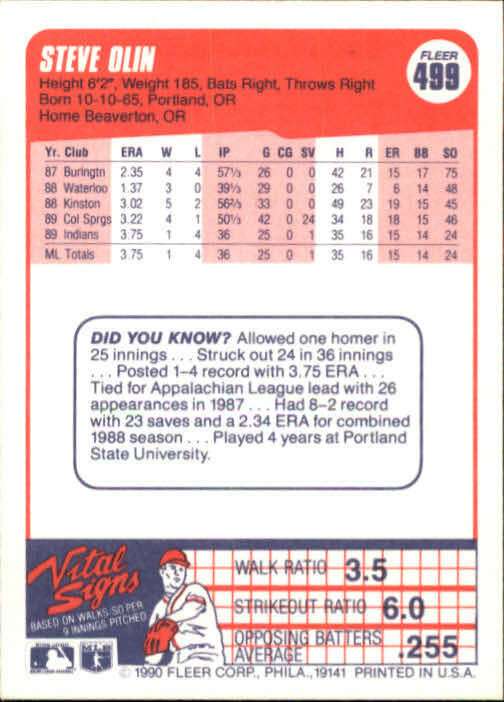 STEVE OLIN
FLEER
499
Height 6'2", Weight 185, Bats Right, Throws Right
Born 10-10-65, Portland, OR
Home Beaverton, OR
Yr. Club ERA W L IP G CG SV H R ER BB SO
87 Buringtn 2.35 4 4 57⅓ 26 0 0 42 21 15 17 75
88 Waterloo 1.37 3 0 39⅓ 29 0 0 26 7 6 14 48
88 Kinston 3.02 5 2 56⅔ 33 0 0 49 23 19 15 45
89 Col Sprgs 3.22 4 1 50⅓ 42 0 24 34 18 18 15 46
89 Indians 3.75 1 4 36 25 0 1 35 16 15 14 24
ML Totals 3.75 1 4 36 25 0 1 35 16 15 14 24
DID YOU KNOW? Allowed one homer in
25 innings . . . Struck out 24 in 36 innings
. . . Posted 1-4 record with 3.75 ERA . . .
Tied for Appalachian League lead with 26
appearances in 1987 . . . Had 8-2 record
with 23 saves and a 2.34 ERA for combined
1988 season . . . Played 4 years at Portland
State University.
Vital
Signs
BASED ON WALKS/SO PER
9 INNINGS PITCHED
WALK RATIO 3.5
STRIKEOUT RATIO 6.0
OPPOSING BATTERS
AVERAGE .255
© 1990 FLEER CORP., PHILA., 19141 PRINTED IN U.S.A.